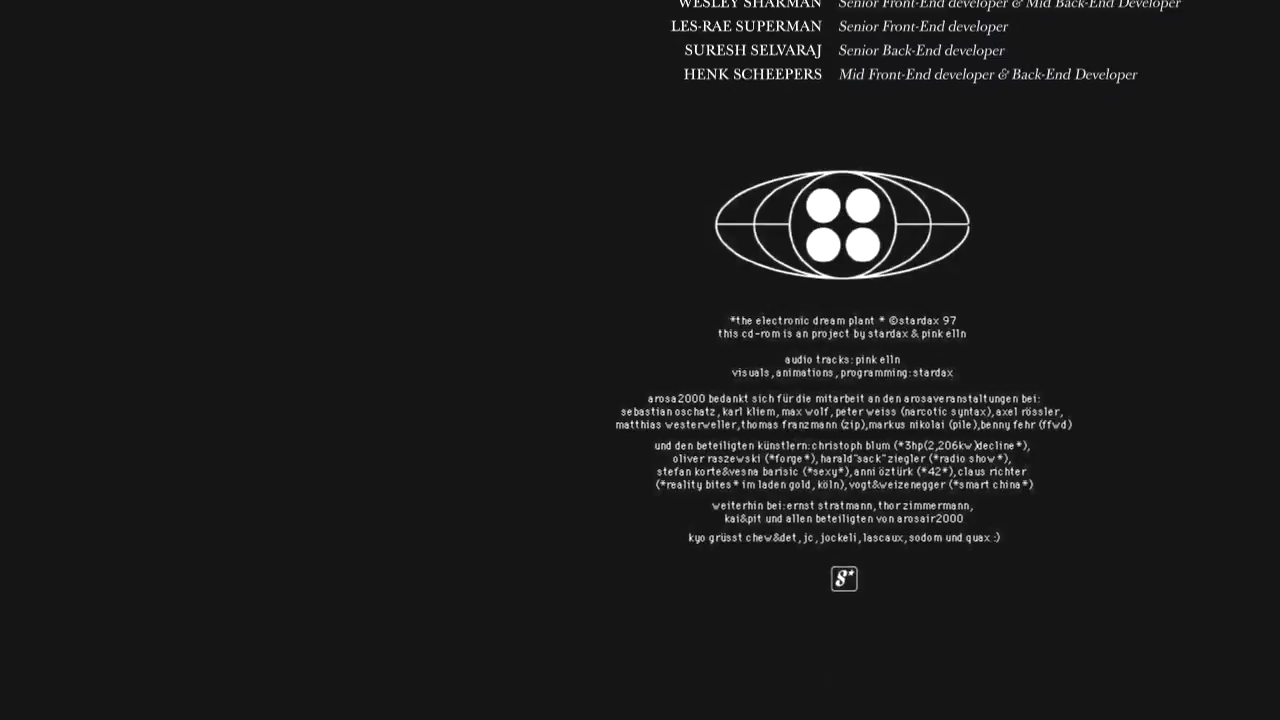 WESLEY SHARMAN Senior Front-End developer & Mid Back-End Developer
LES-RAE SUPERMAN Senior Front-End developer
SURESH SELVARAJ Senior Back-End developer
HENK SCHEEPERS Mid Front-End developer & Back-End Developer
*the electronic dream plant * ©stardax 97
this cd-rom is an project by stardax & pink elln
audio tracks: pink elln
visuals, animations, programming: stardax
arosa2000 bedankt sich für die mitarbeit an den arosaveranstaltungen bei:
sebastian oschatz, karl kliem, max wolf, peter weiss (narcotic syntax), axel rössler,
matthias westerweller, thomas franzmann (zip), markus nikolai (pile), benny fehr (ffwd)
und den beteiligten künstlern: christoph blum (*3hp(2,206kw)decline*),
oliver raszewski (*forge*), harald "sack" ziegler (*radio show*),
stefan korte&vesna barisic (*sexy*), anni öztürk (*42*), claus richter
(*reality bites* im laden gold, köln), vogt&weizenegger (*smart china*)
weiterhin bei: ernst stratmann, thor zimmermann,
kai&pit und allen beteiligten von arosair2000
kyo grüsst chew&det, jc, jockeli, lascaux, sodom und quax :)
S*